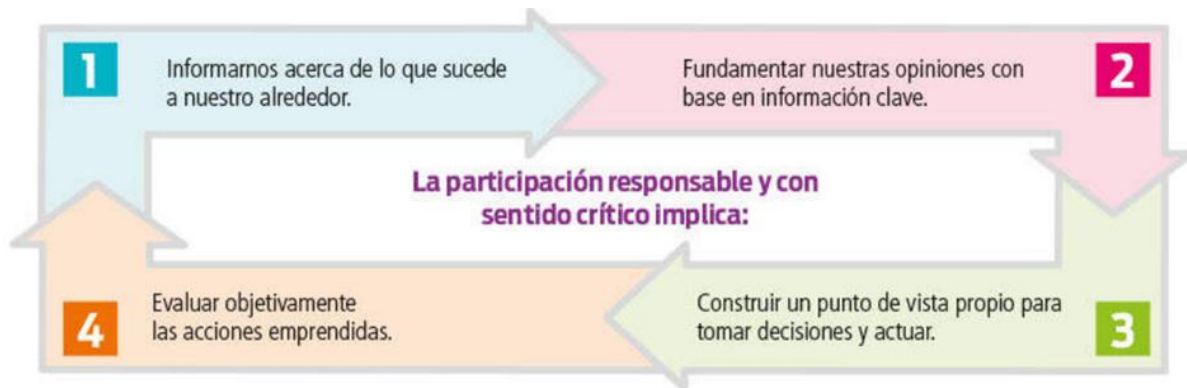 1
Informarnos acerca de lo que sucede
a nuestro alrededor.
2
Fundamentar nuestras opiniones con
base en información clave.
La participación responsable y con
sentido crítico implica:
4
Evaluar objetivamente
las acciones emprendidas.
3
Construir un punto de vista propio para
tomar decisiones y actuar.